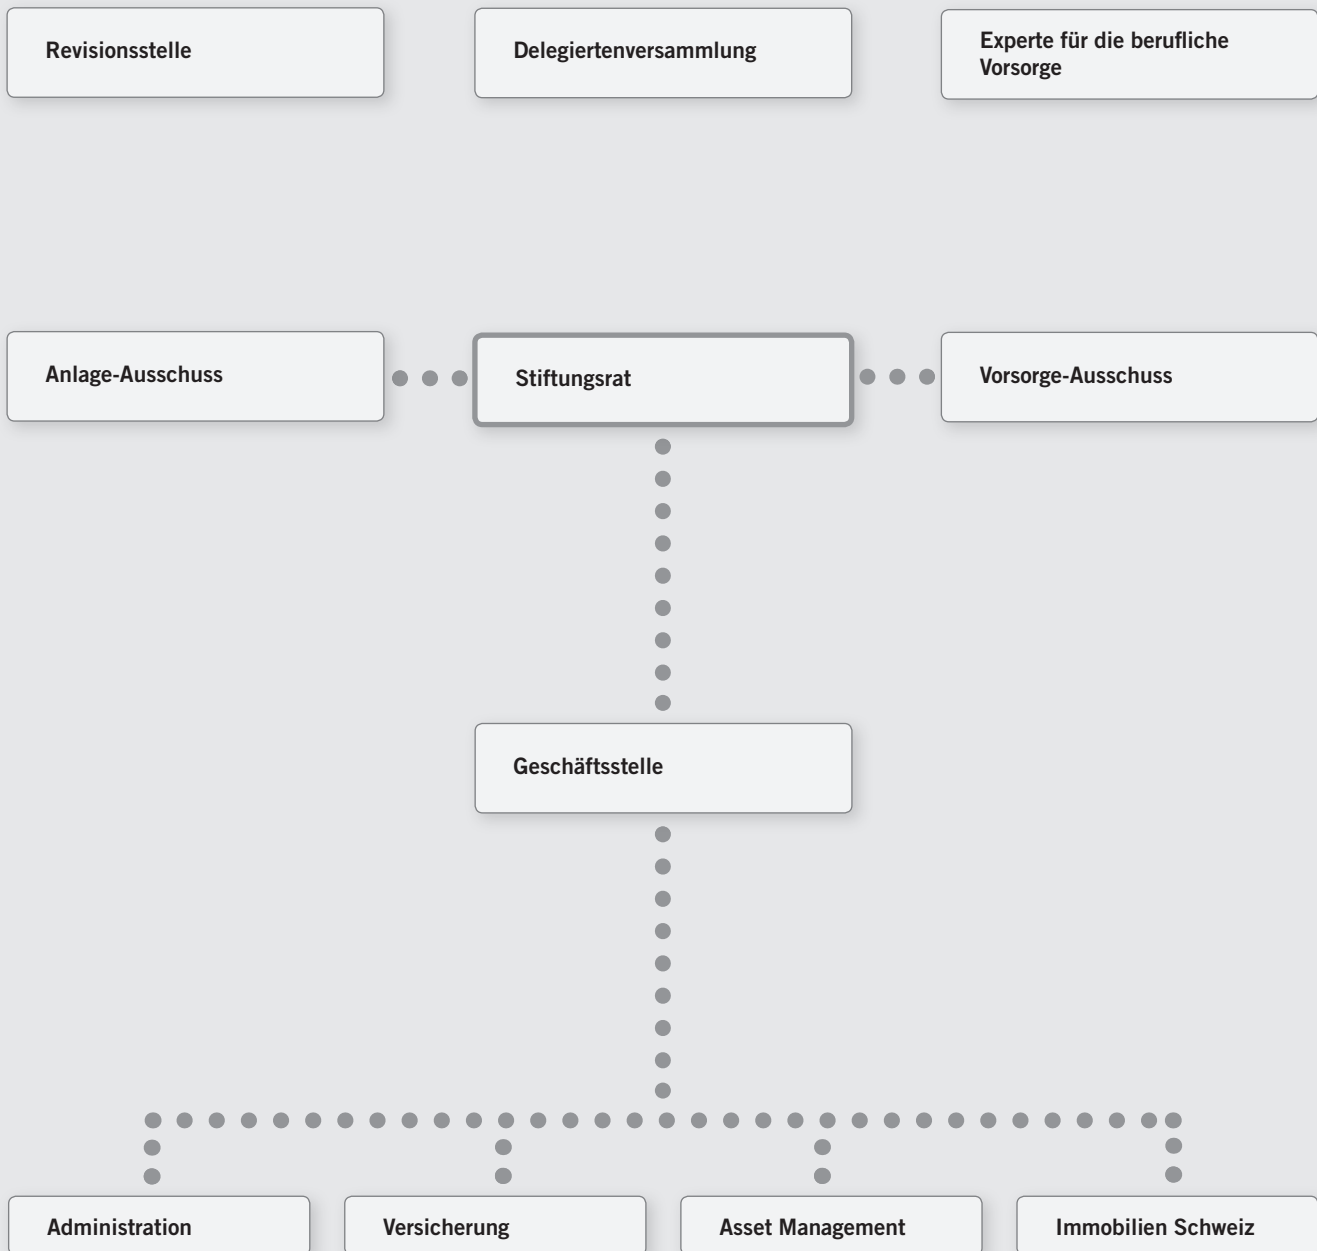 Revisionsstelle
Delegiertenversammlung
Experte für die berufliche
Vorsorge
Anlage-Ausschuss
Stiftungsrat
Vorsorge-Ausschuss
Geschäftsstelle
Administration
Versicherung
Asset Management
Immobilien Schweiz